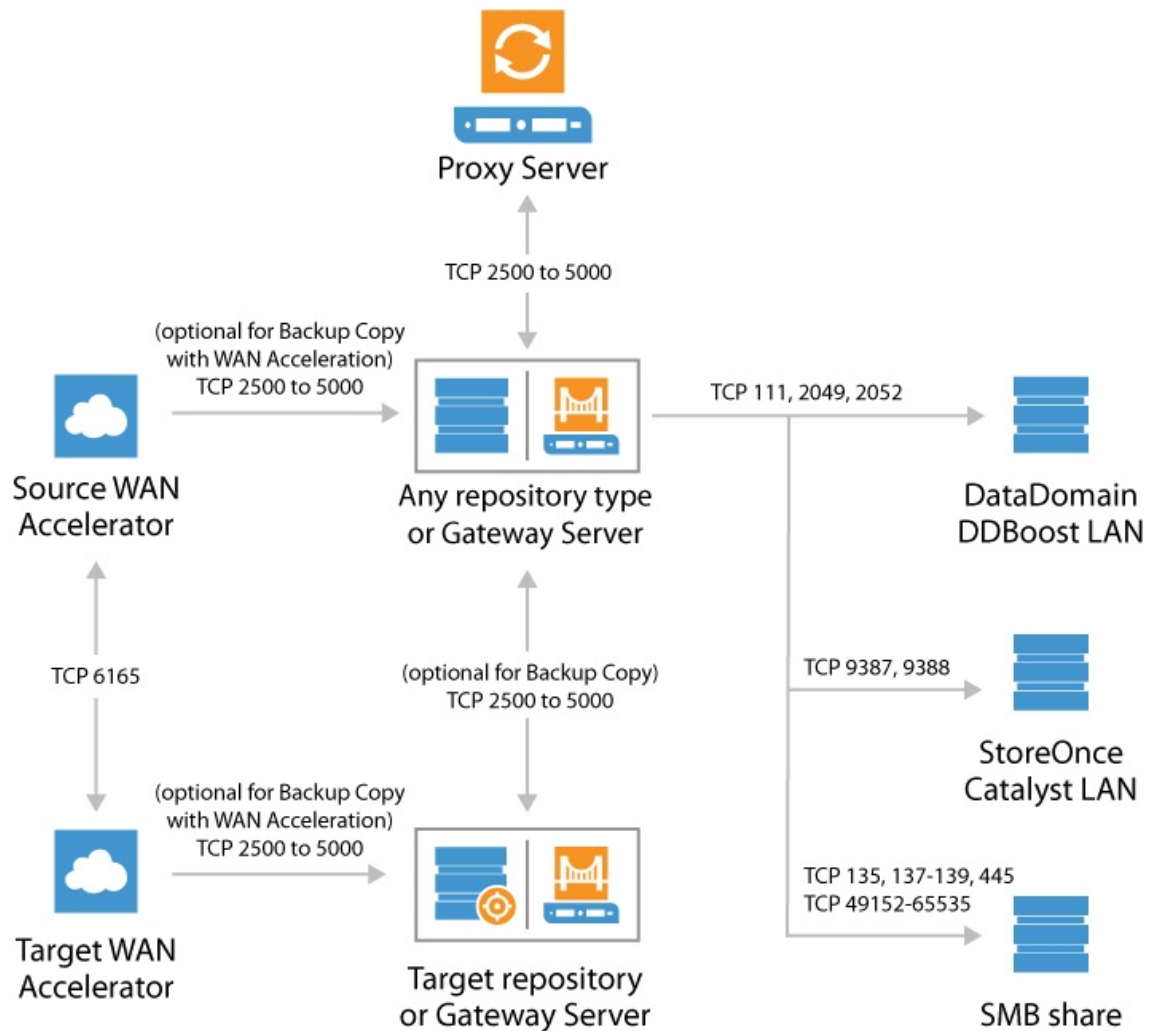 Proxy Server
TCP 2500 to 5000
(optional for Backup Copy
with WAN Acceleration)
TCP 2500 to 5000
TCP 111, 2049, 2052
Source WAN
Accelerator
Any repository type
or Gateway Server
DataDomain
DDBoost LAN
TCP 6165
(optional for Backup Copy)
TCP 2500 to 5000
TCP 9387, 9388
StoreOnce
Catalyst LAN
(optional for Backup Copy
with WAN Acceleration)
TCP 2500 to 5000
TCP 135, 137-139, 445
TCP 49152-65535
Target WAN
Accelerator
Target repository
or Gateway Server
SMB share